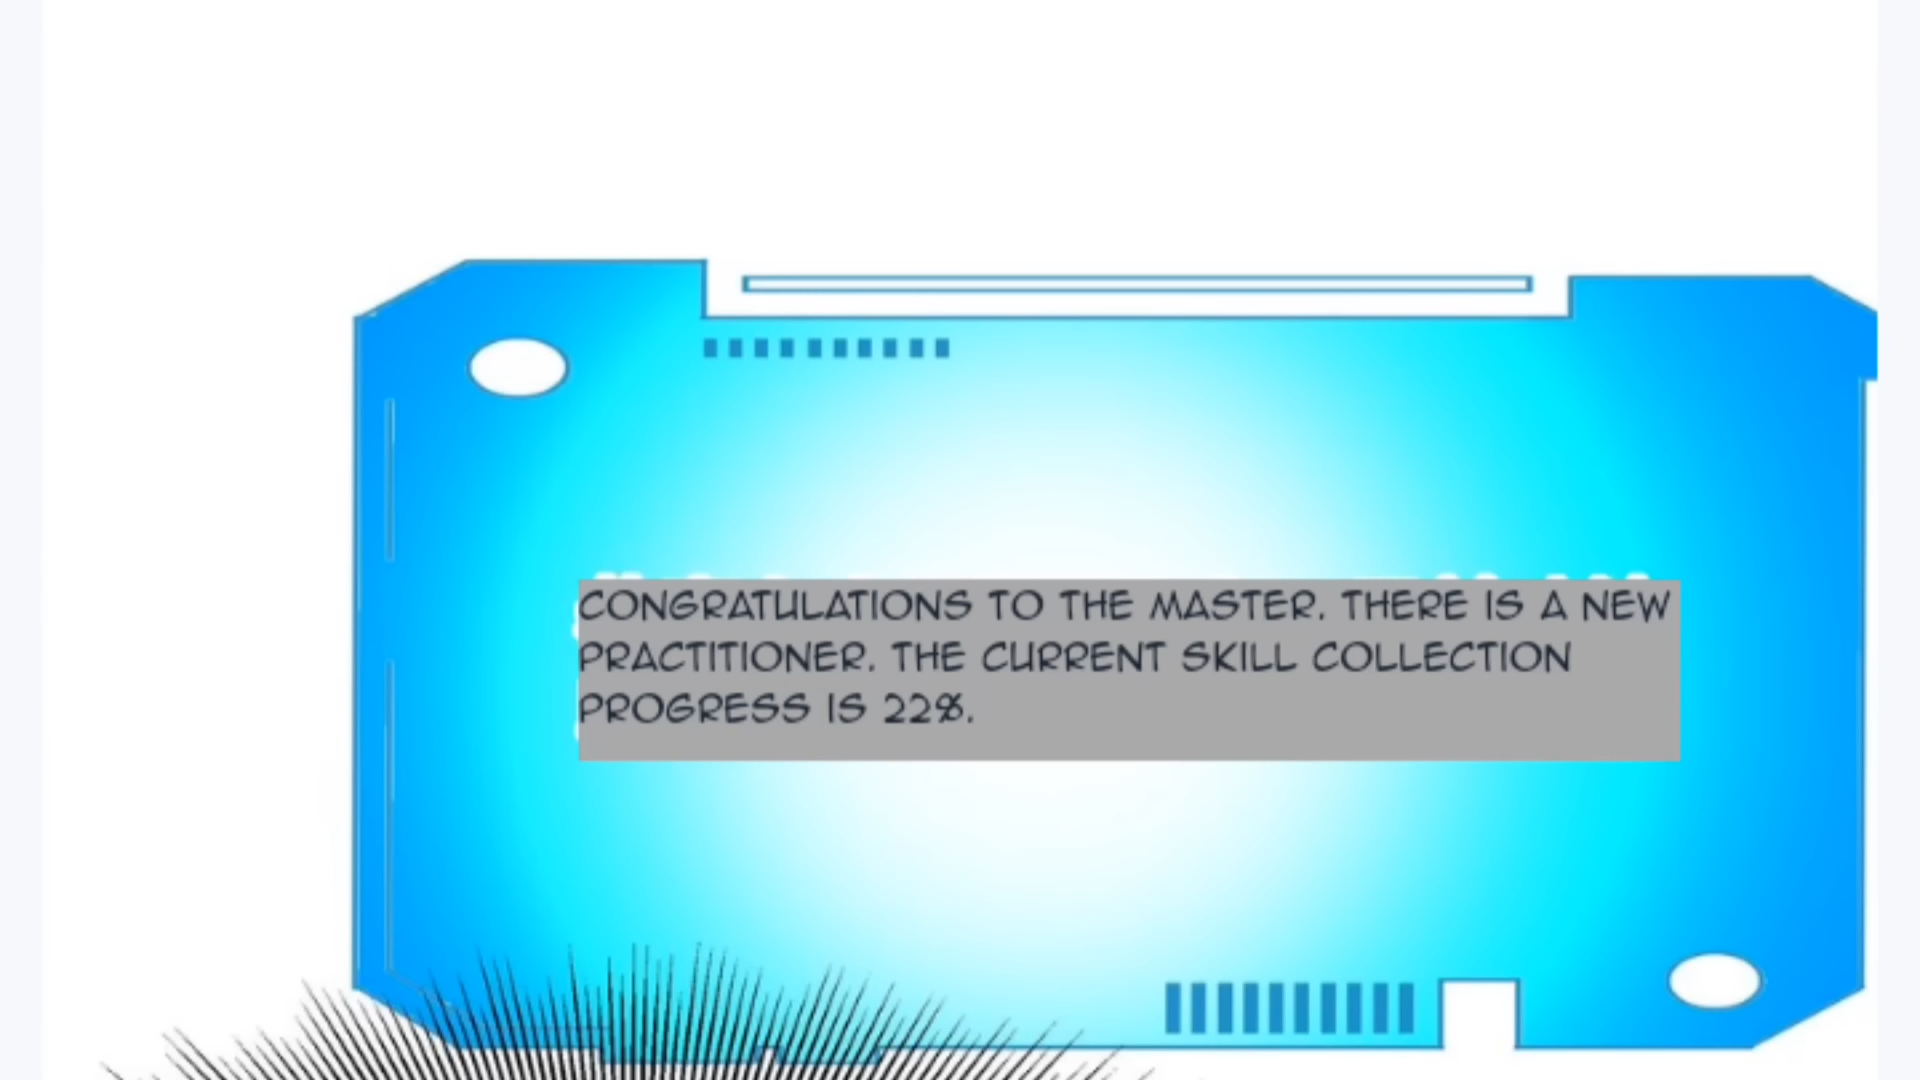 CONGRATULATIONS TO THE MASTER. THERE IS A NEW
PRACTITIONER. THE CURRENT SKILL COLLECTION
PROGRESS IS 22%.